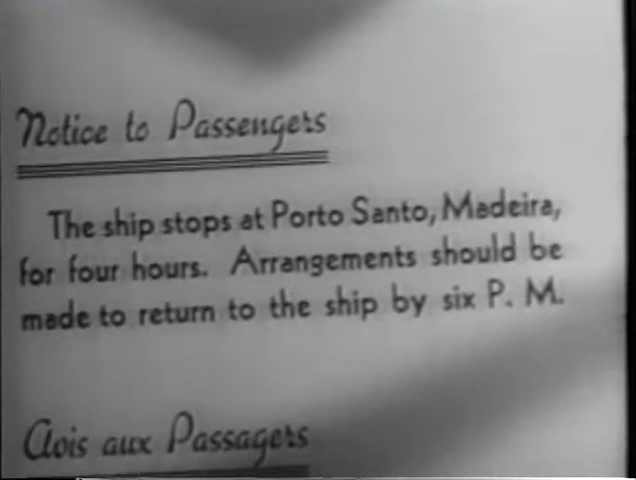 Notice to Passengers
The ship stops at Porto Santo, Madeira,
for four hours. Arrangements should be
made to return to the ship by six P. M.
Avis aux Passagers